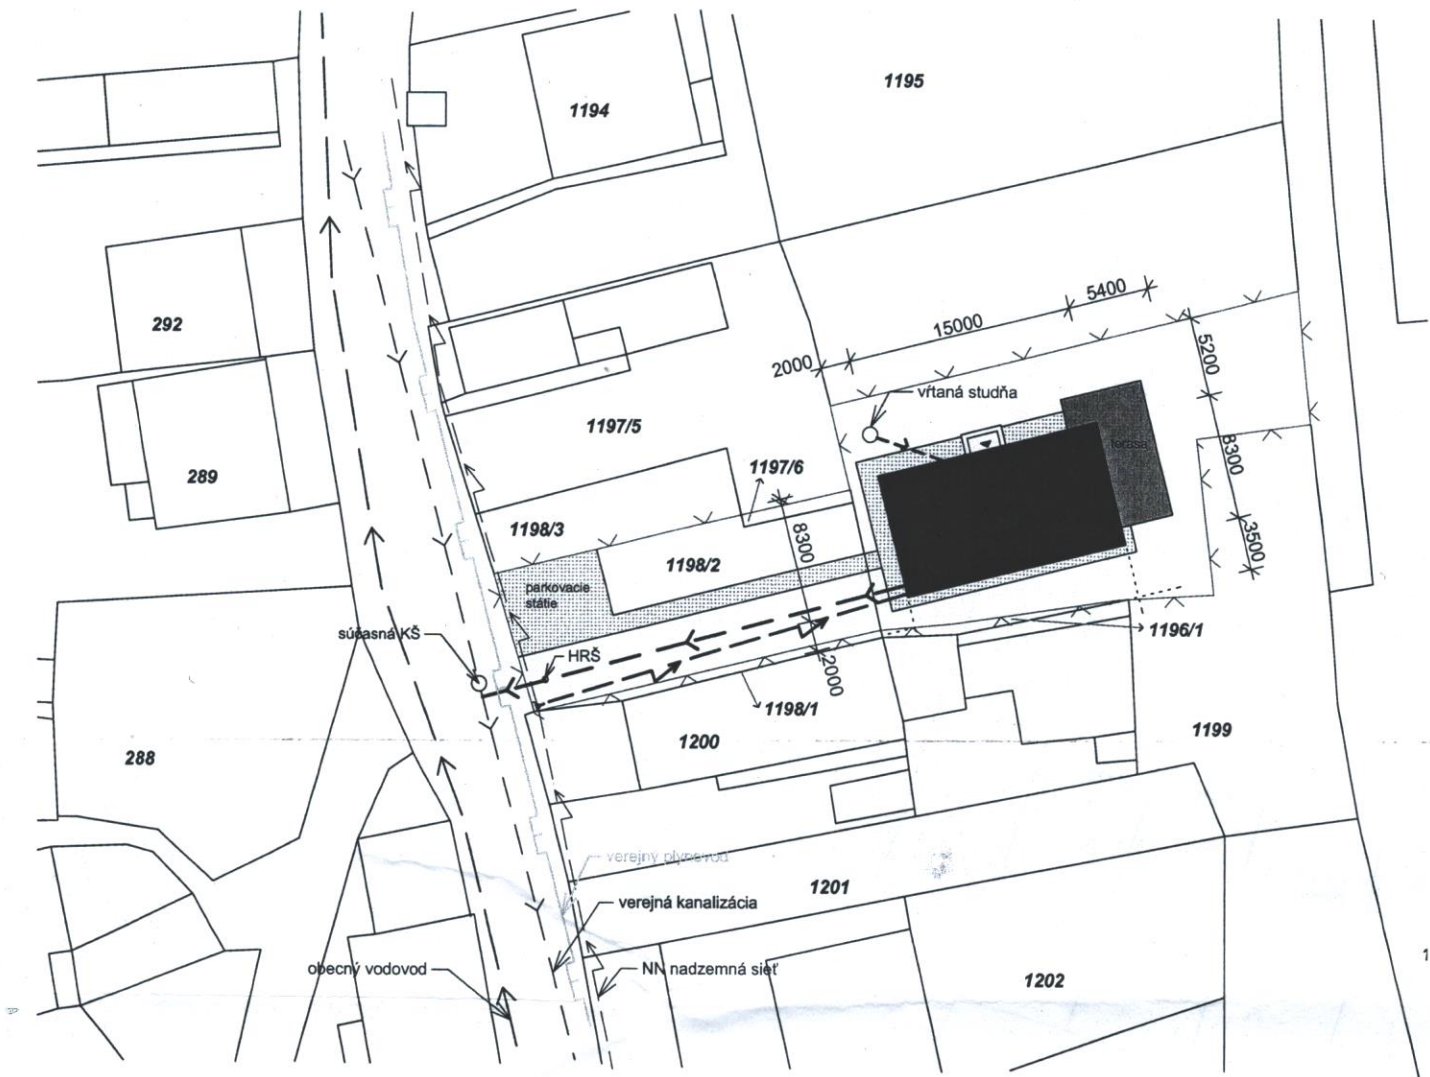 1195
1194
5400
15000
292
2000
5200
vŕtaná studňa
1197/5
terasa
8300
1197/6
289
1198/3
8300
3500
1198/2
parkovacie
státie
súčasná KŠ
1196/1
HRŠ
2000
1198/1
1200
1199
288
verejný plynovod
1201
verejná kanalizácia
obecný vodovod
NN nadzemná sieť
1202
1